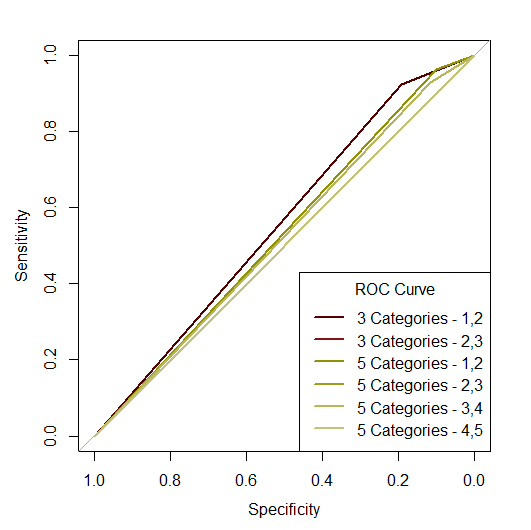 1.0
0.8
0.6
0.4
0.2
0.0
Sensitivity
ROC Curve
3 Categories - 1,2
3 Categories - 2,3
5 Categories - 1,2
5 Categories - 2,3
5 Categories - 3,4
5 Categories - 4,5
1.0 0.8 0.6 0.4 0.2 0.0
Specificity